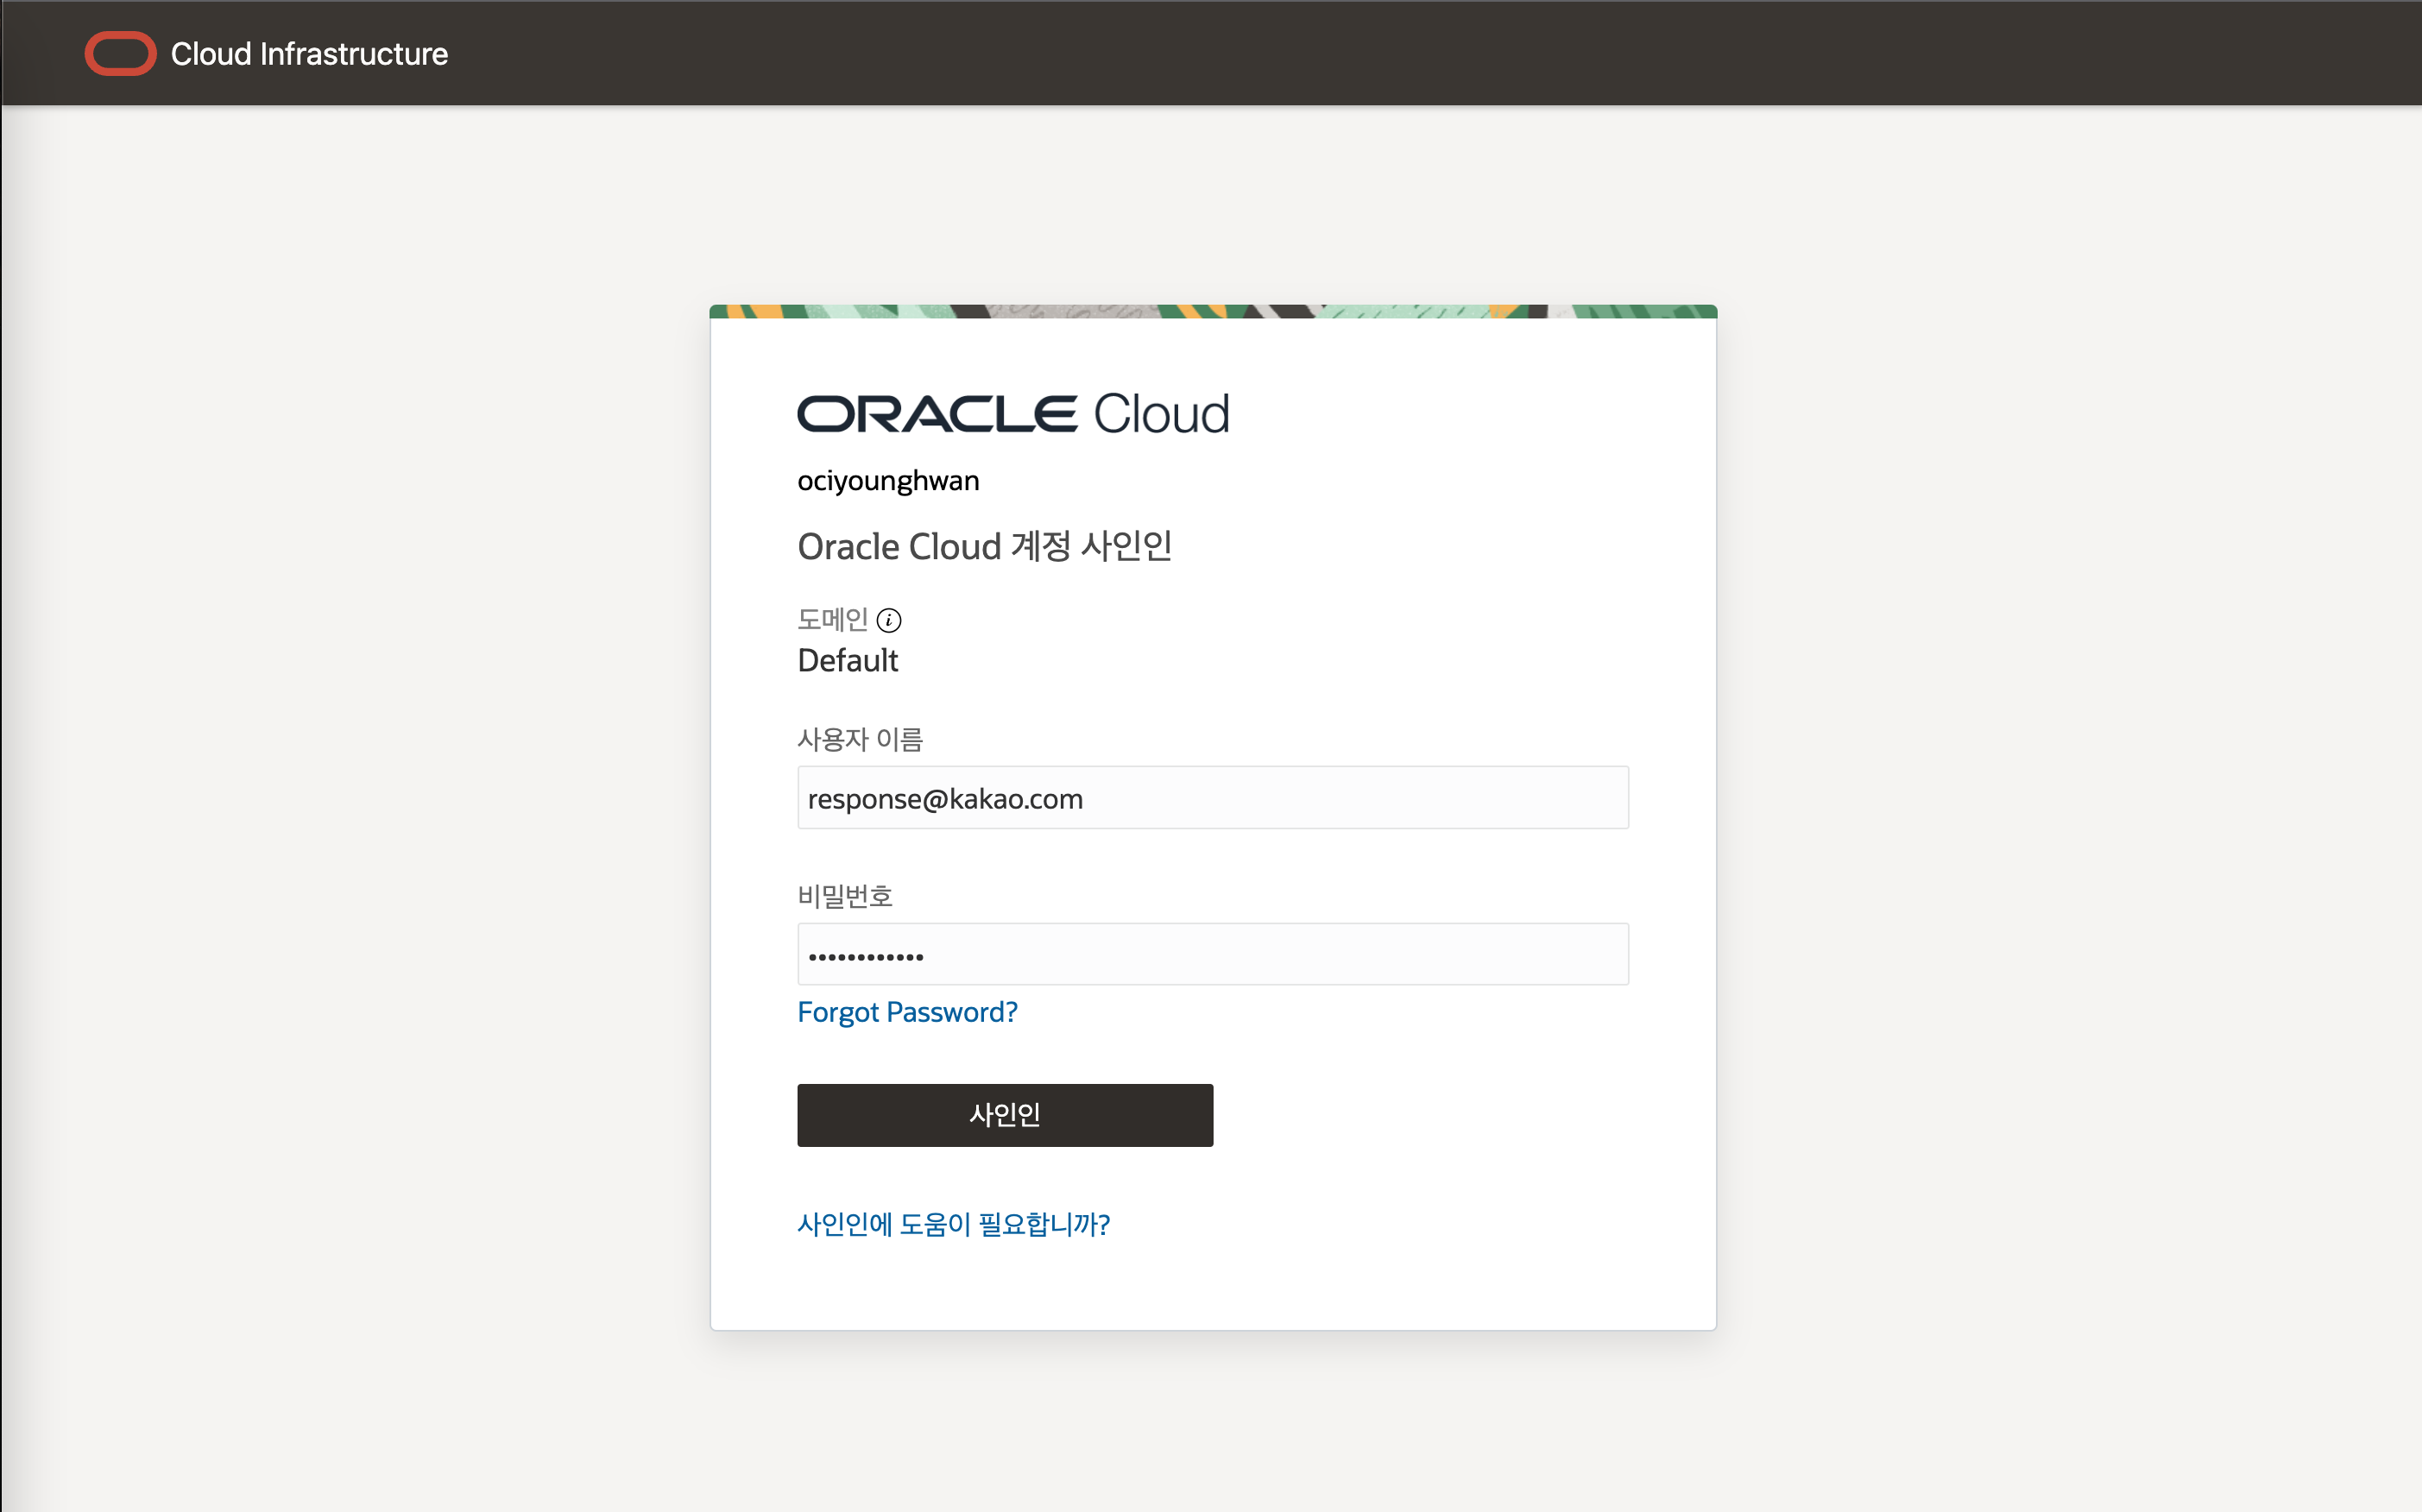 Cloud Infrastructure
ORACLE Cloud
ociyounghwan
Oracle Cloud 계정 사인인
도메인
Default
사용자 이름
response@kakao.com
비밀번호
••••••••••••
Forgot Password?
사인인
사인인에 도움이 필요합니까?